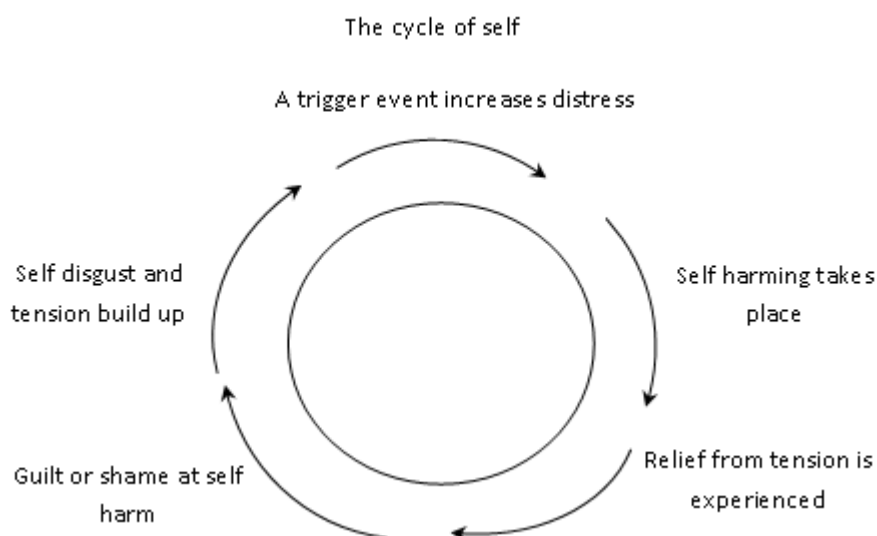 The cycle of self
A trigger event increases distress
Self harming takes
place
Relief from tension is
experienced
Guilt or shame at self
harm
Self disgust and
tension build up